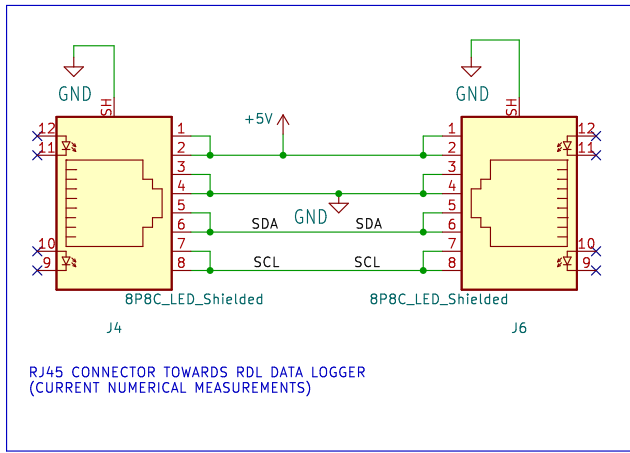 GND
GND
SH
SH
+5V
12
11
10
9
1
2
3
4
5
6
7
8
1
2
3
4
5
6
7
8
12
11
10
9
GND
SDA
SDA
SCL
SCL
8P8C_LED_Shielded
8P8C_LED_Shielded
J4
J6
RJ45 CONNECTOR TOWARDS RDL DATA LOGGER
(CURRENT NUMERICAL MEASUREMENTS)